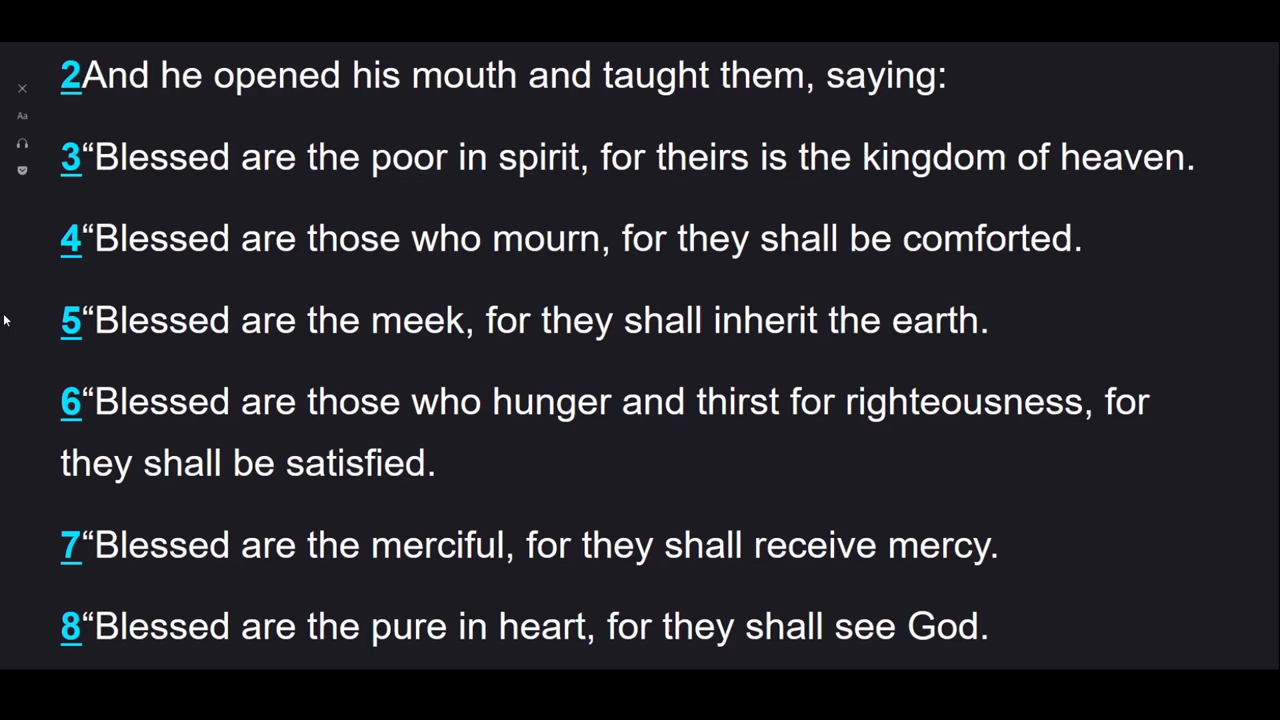 2And he opened his mouth and taught them, saying:
Aa
3“Blessed are the poor in spirit, for theirs is the kingdom of heaven.
4“Blessed are those who mourn, for they shall be comforted.
5“Blessed are the meek, for they shall inherit the earth.
6“Blessed are those who hunger and thirst for righteousness, for
they shall be satisfied.
7“Blessed are the merciful, for they shall receive mercy.
8“Blessed are the pure in heart, for they shall see God.